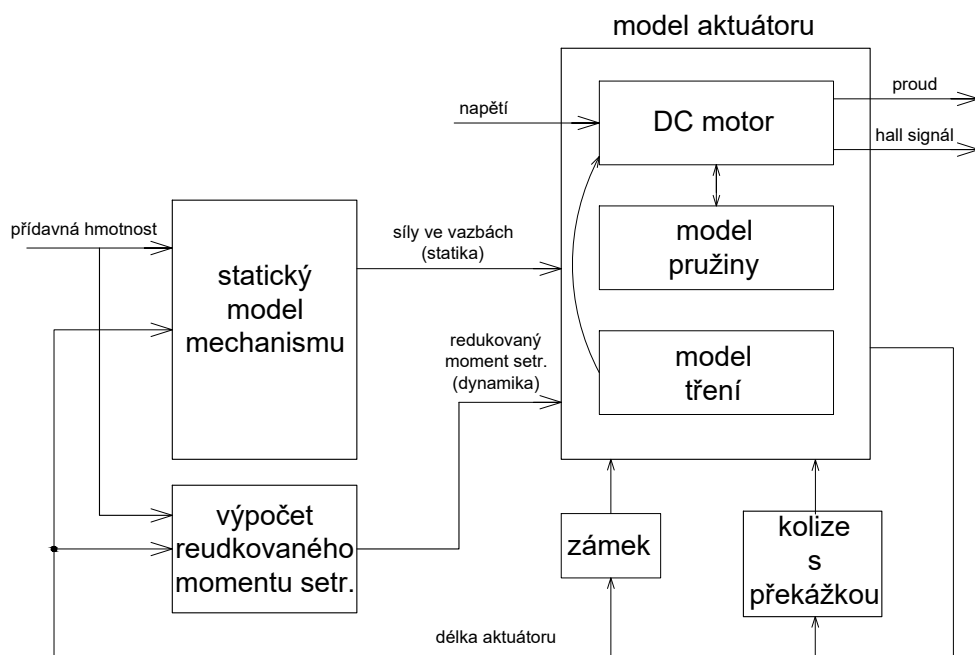 model aktuátoru
proud
napětí
DC motor
hall signál
přídavná hmotnost
síly ve vazbách
(statika)
model
pružiny
statický
model
mechanismu
redukovaný
moment setr.
(dynamika)
model
tření
výpočet
reudkovaného
momentu setr.
zámek
kolize
s
překážkou
délka aktuátoru